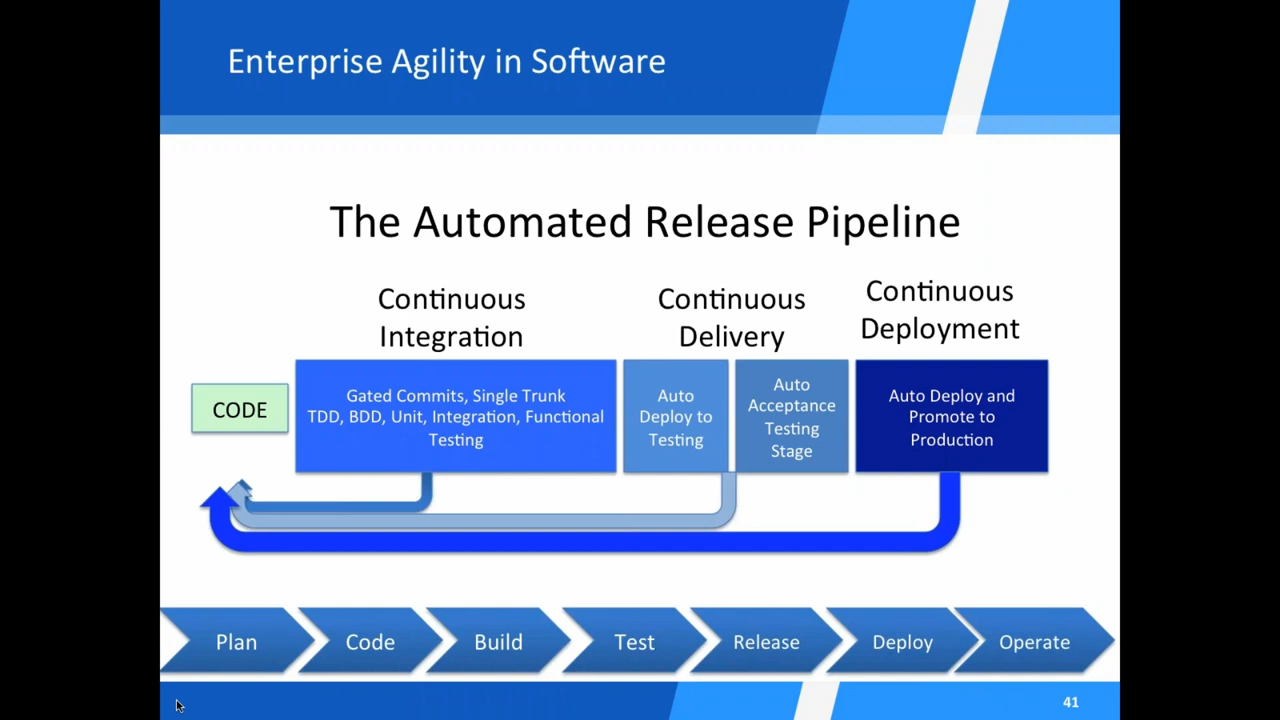 Enterprise Agility in Software
The Automated Release Pipeline
Continuous
Integration
Continuous
Delivery
Continuous
Deployment
CODE
Gated Commits, Single Trunk
TDD, BDD, Unit, Integration, Functional
Testing
Auto
Deploy to
Testing
Auto
Acceptance
Testing
Stage
Auto Deploy and
Promote to
Production
Plan
Code
Build
Test
Release
Deploy
Operate
41